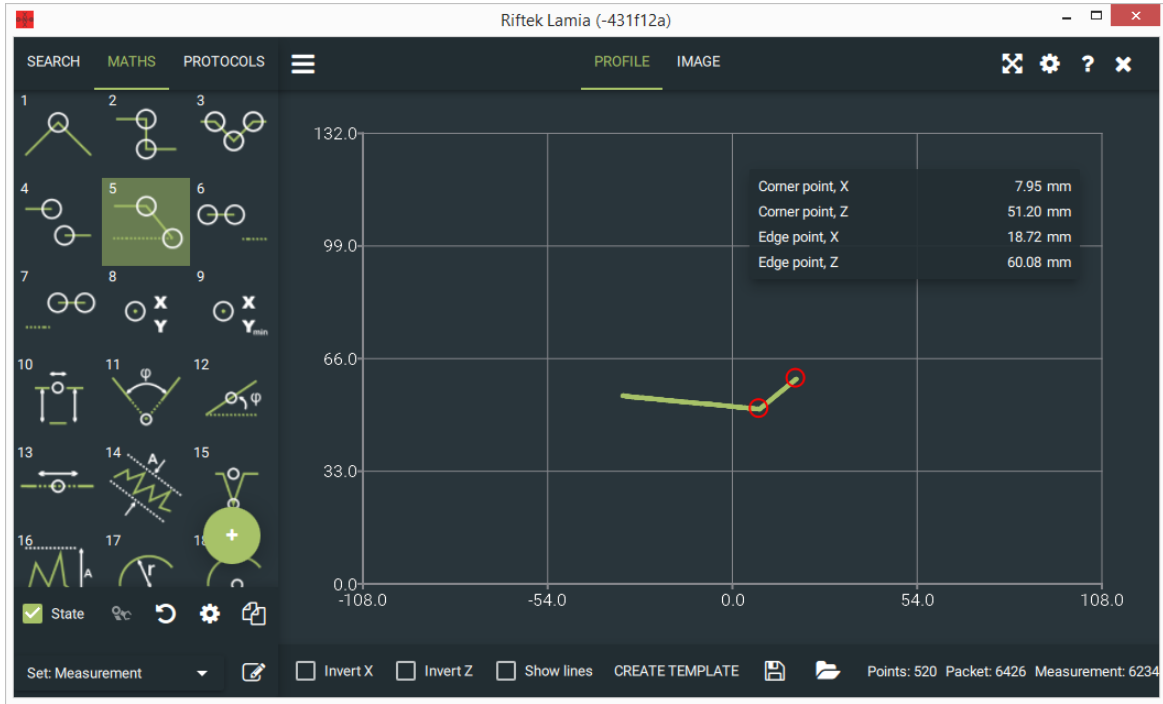 Riftek Lamia (-431f12a)
SEARCH MATHS PROTOCOLS PROFILE IMAGE ?
1 2 3
4 5 6
7 8 9
X Y X Ymin
10 11 12
φ φ
13 14 15
A
16 17
A r
+
132.0
99.0
66.0
33.0
0.0
-108.0 -54.0 0.0 54.0 108.0
Corner point, X 7.95 mm
Corner point, Z 51.20 mm
Edge point, X 18.72 mm
Edge point, Z 60.08 mm
State
Set: Measurement Invert X Invert Z Show lines CREATE TEMPLATE Points: 520 Packet: 6426 Measurement: 6234